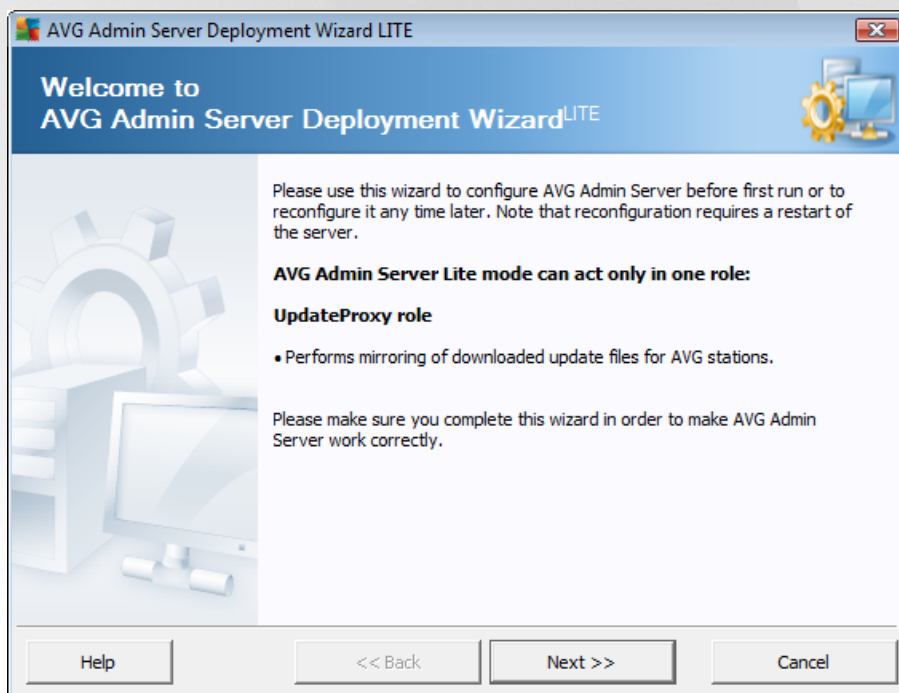 AVG Admin Server Deployment Wizard LITE
Welcome to
AVG Admin Server Deployment Wizard LITE
Please use this wizard to configure AVG Admin Server before first run or to
reconfigure it any time later. Note that reconfiguration requires a restart of
the server.
AVG Admin Server Lite mode can act only in one role:
UpdateProxy role
• Performs mirroring of downloaded update files for AVG stations.
Please make sure you complete this wizard in order to make AVG Admin
Server work correctly.
Help
<< Back
Next >>
Cancel